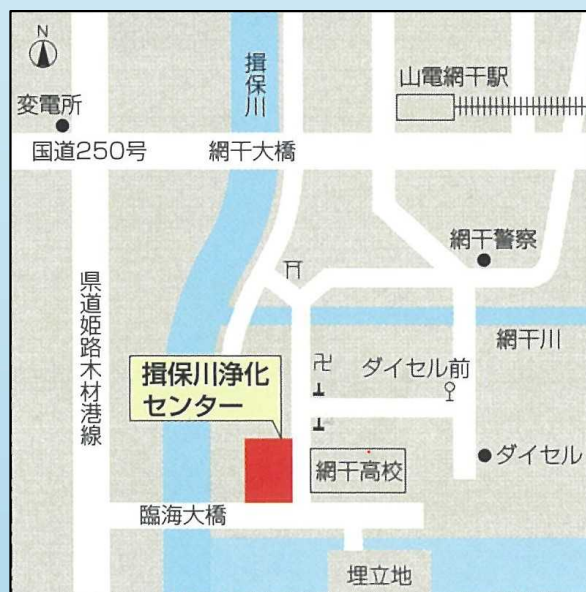 N
揖保川
山電網干駅
変電所
国道250号
網干大橋
網干警察
県道姫路木材港線
網干川
揖保川浄化
センター
ダイセル前
網干高校
ダイセル
臨海大橋
埋立地